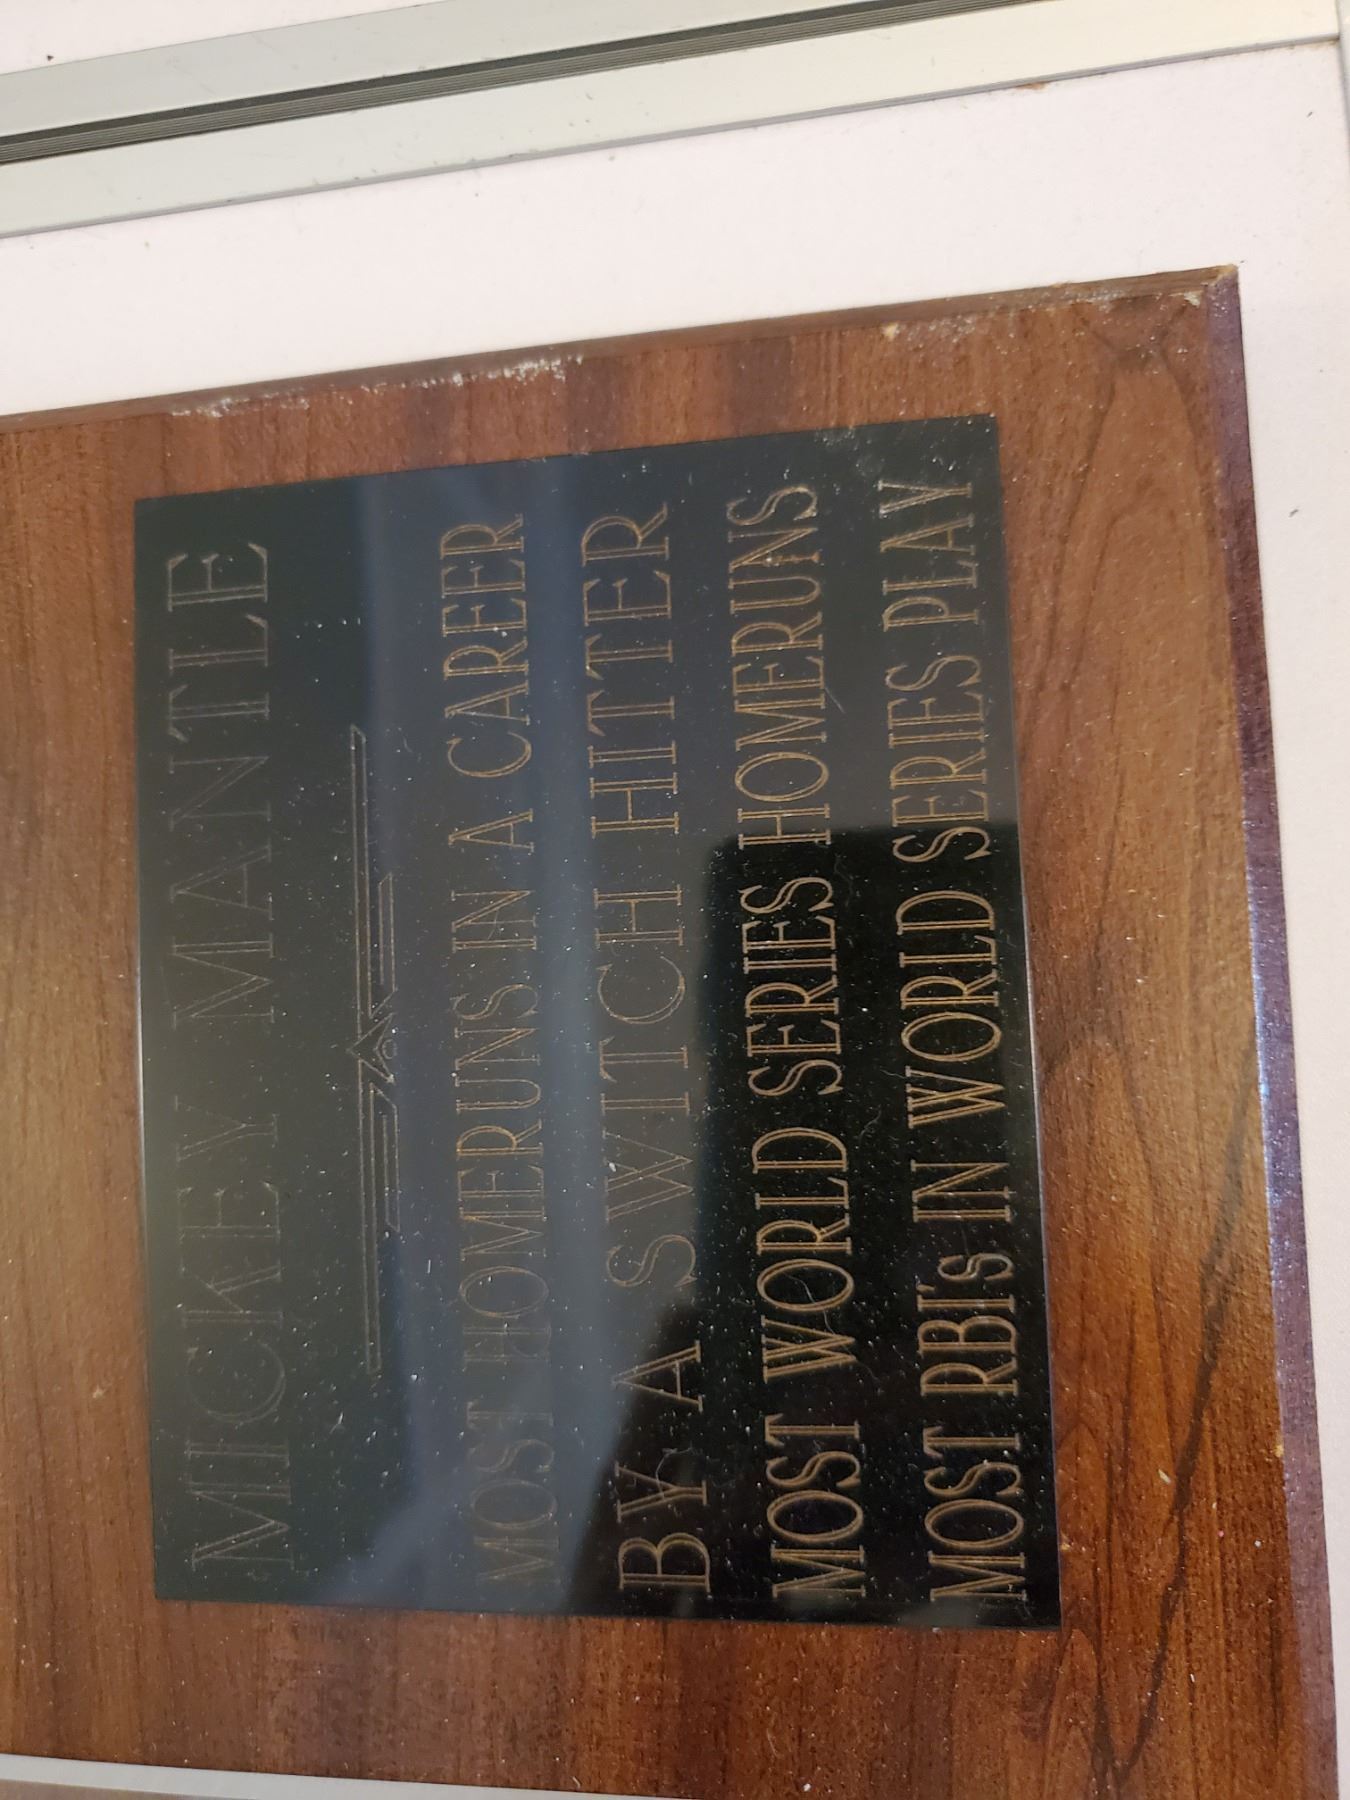 MICKEY MANTLE
MOST HOMERUNS IN A CAREER
BY A SWITCH HITTER
MOST WORLD SERIES HOMERUNS
MOST RBI's IN WORLD SERIES PLAY